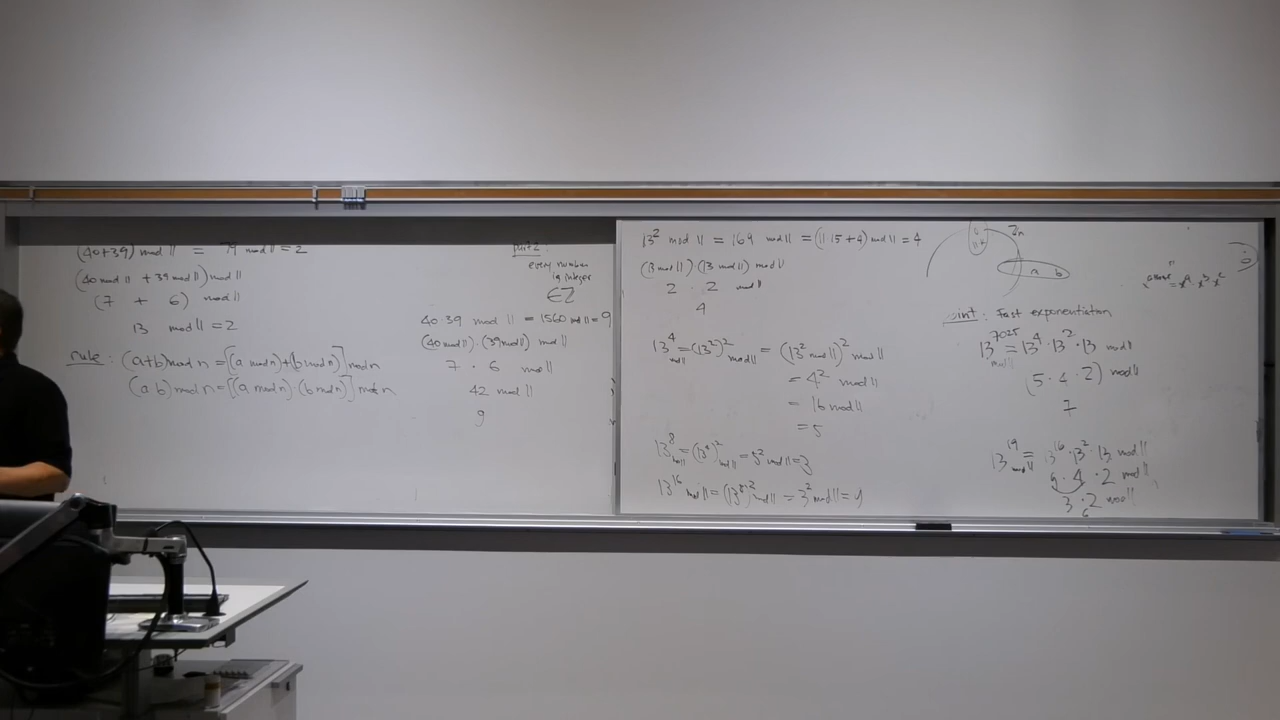 (40+39) mod 11 = 79 mod 11 = 2
(40 mod 11 + 39 mod 11) mod 11
(7 + 6) mod 11
13 mod 11 = 2
rule: (a+b) mod n = [(a mod n)+(b mod n)] mod n
(a b) mod n = [(a mod n)·(b mod n)] mod n
part 2:
every number
is integer
∈ℤ
40·39 mod 11 = 1560 mod 11 = 9
(40 mod 11)·(39 mod 11) mod 11
7 · 6 mod 11
42 mod 11
9
13² mod 11 = 169 mod 11 = (11·15+4) mod 11 = 4
(13 mod 11)·(13 mod 11) mod 11
2 · 2 mod 11
4
13⁴ mod 11 = (13²)² mod 11 = (13² mod 11)² mod 11
= 4² mod 11
= 16 mod 11
= 5
13⁸ mod 11 = (13⁴)² mod 11 = 5² mod 11 = 3
13¹⁶ mod 11 = (13⁸)² mod 11 = 3² mod 11 = 9
ℤn
a b
: Fast exponentiation
13⁷ mod 11 = 13⁴·13²·13 mod 11
(5·4·2) mod 11
7
13¹⁹ mod 11 = 13¹⁶·13²·13 mod 11
9·4·2 mod 11
3·2 mod 11
6